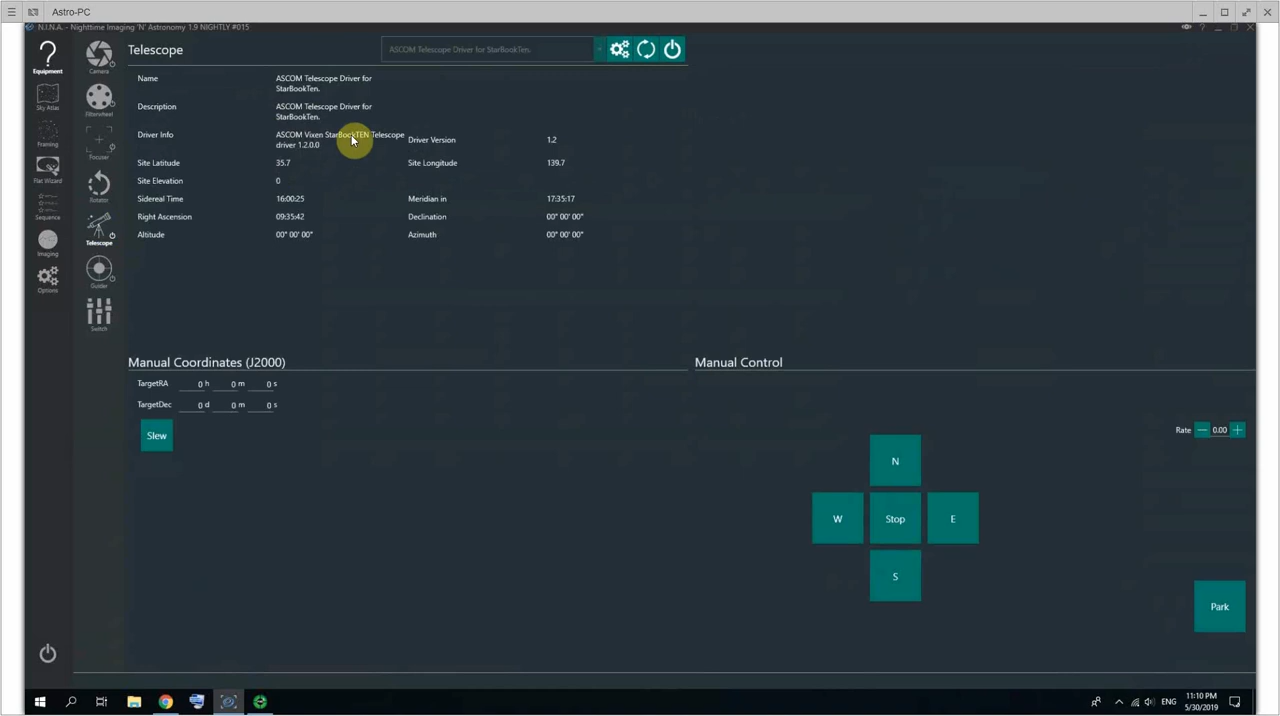 Astro-PC
N.I.N.A. - Nighttime Imaging 'N' Astronomy 1.9 NIGHTLY #015
Equipment
Sky Atlas
Framing
Flat Wizard
Sequence
Imaging
Options
Camera
Filterwheel
Focuser
Rotator
Telescope
Guider
Switch
Telescope
ASCOM Telescope Driver for StarBookTen.
Name
ASCOM Telescope Driver for
StarBookTen.
Description
ASCOM Telescope Driver for
StarBookTen.
Driver Info
ASCOM Vixen StarBookTEN Telescope
driver 1.2.0.0
Driver Version
1.2
Site Latitude
35.7
Site Longitude
139.7
Site Elevation
0
Sidereal Time
16:00:25
Meridian in
17:35:17
Right Ascension
09:35:42
Declination
00° 00' 00"
Altitude
00° 00' 00"
Azimuth
00° 00' 00"
Manual Coordinates (J2000)
TargetRA 0 h 0 m 0 s
TargetDec 0 d 0 m 0 s
Slew
Manual Control
Rate 0.00
N
W
Stop
E
S
Park
ENG
11:10 PM
5/30/2019